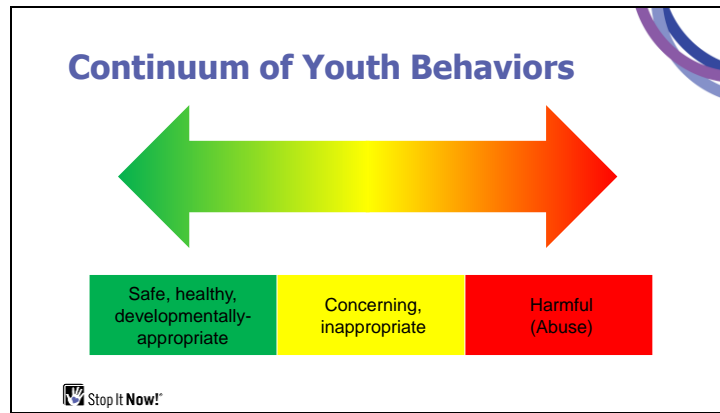 Continuum of Youth Behaviors
Safe, healthy,
developmentally-
appropriate
Concerning,
inappropriate
Harmful
(Abuse)
Stop It Now!®